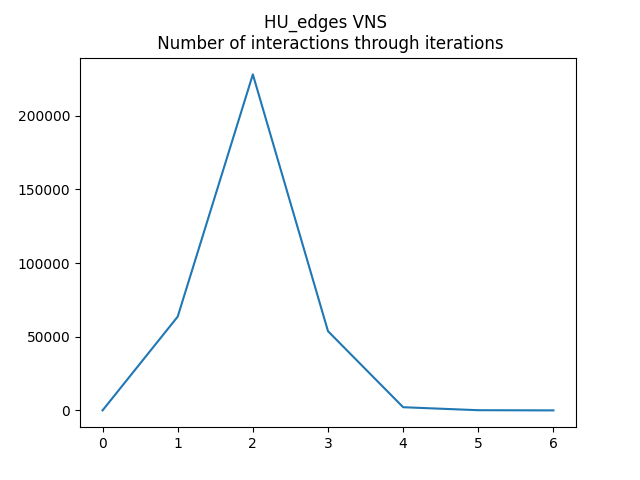 HU_edges VNS
Number of interactions through iterations
200000
150000
100000
50000
0
0 1 2 3 4 5 6